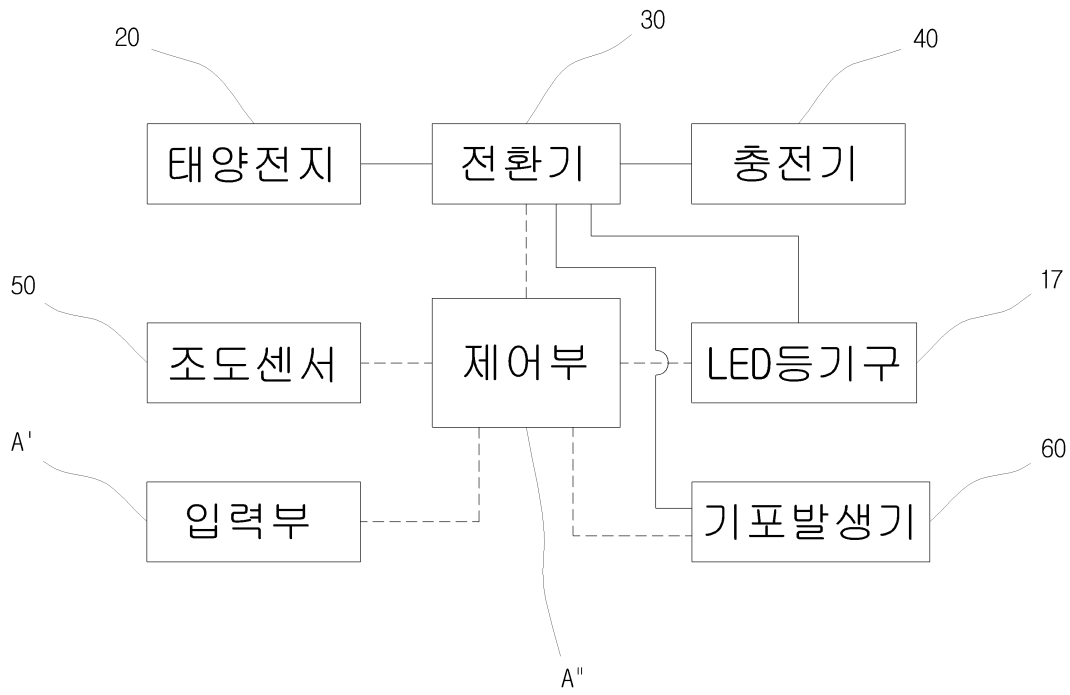 20
30
40
태양전지
전환기
충전기
50
17
조도센서
제어부
LED등기구
A'
60
입력부
기포발생기
A"